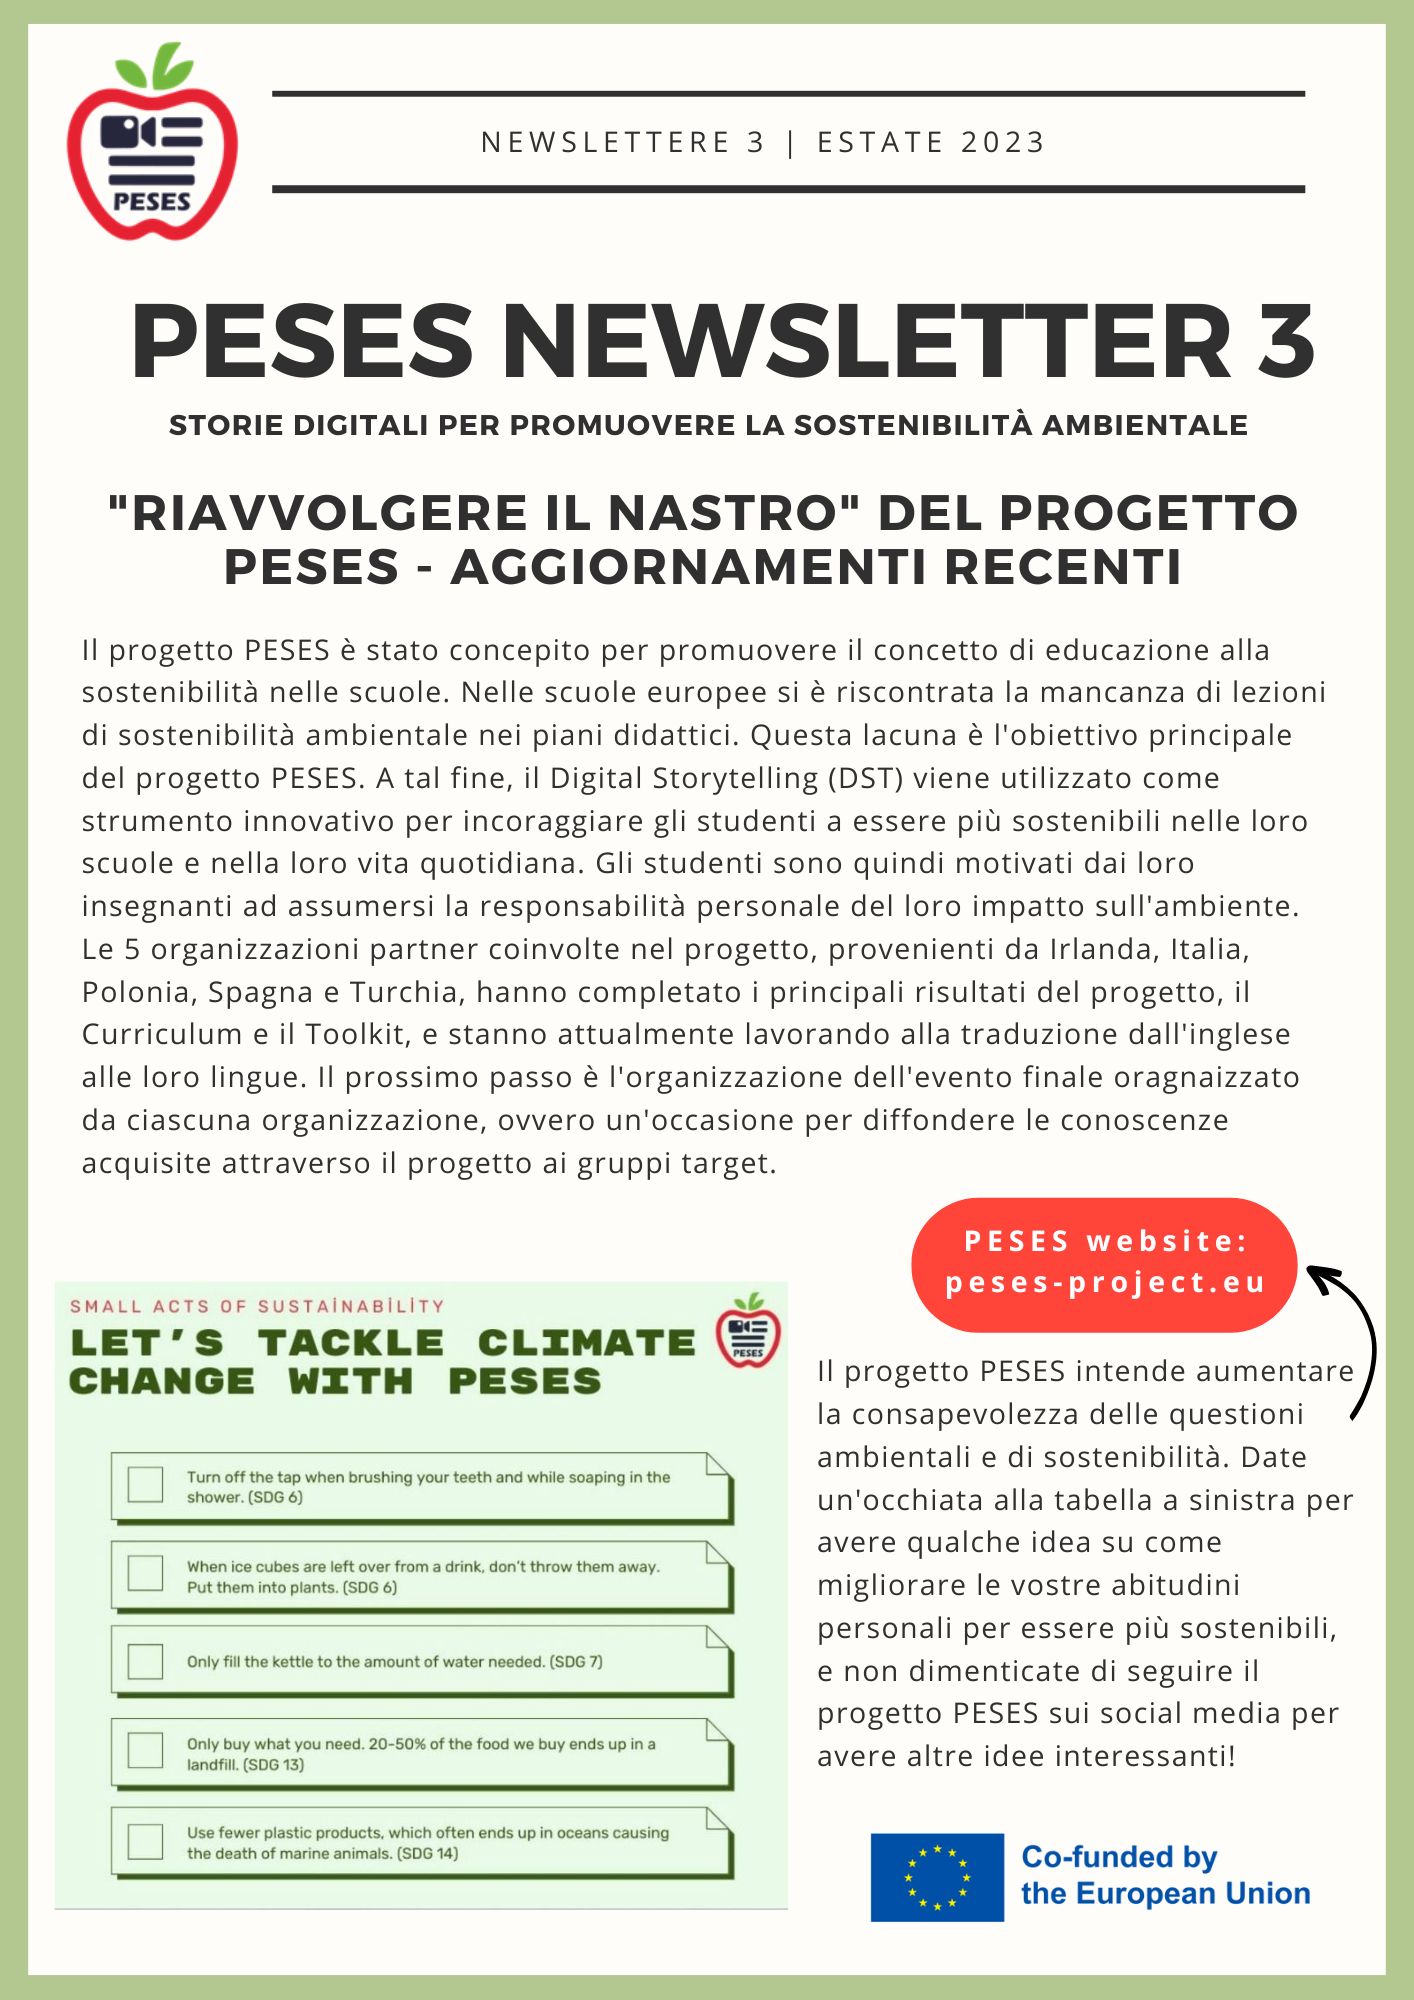 PESES
NEWSLETTERE 3 | ESTATE 2023
PESES NEWSLETTER 3
STORIE DIGITALI PER PROMUOVERE LA SOSTENIBILITÀ AMBIENTALE
"RIAVVOLGERE IL NASTRO" DEL PROGETTO
PESES - AGGIORNAMENTI RECENTI
Il progetto PESES è stato concepito per promuovere il concetto di educazione alla
sostenibilità nelle scuole. Nelle scuole europee si è riscontrata la mancanza di lezioni
di sostenibilità ambientale nei piani didattici. Questa lacuna è l'obiettivo principale
del progetto PESES. A tal fine, il Digital Storytelling (DST) viene utilizzato come
strumento innovativo per incoraggiare gli studenti a essere più sostenibili nelle loro
scuole e nella loro vita quotidiana. Gli studenti sono quindi motivati dai loro
insegnanti ad assumersi la responsabilità personale del loro impatto sull'ambiente.
Le 5 organizzazioni partner coinvolte nel progetto, provenienti da Irlanda, Italia,
Polonia, Spagna e Turchia, hanno completato i principali risultati del progetto, il
Curriculum e il Toolkit, e stanno attualmente lavorando alla traduzione dall'inglese
alle loro lingue. Il prossimo passo è l'organizzazione dell'evento finale oragnaizzato
da ciascuna organizzazione, ovvero un'occasione per diffondere le conoscenze
acquisite attraverso il progetto ai gruppi target.
PESES website:
peses-project.eu
SMALL ACTS OF SUSTAİNABİLİTY
LET'S TACKLE CLIMATE
CHANGE WITH PESES
PESES
Turn off the tap when brushing your teeth and while soaping in the
shower. (SDG 6)
When ice cubes are left over from a drink, don't throw them away.
Put them into plants. (SDG 6)
Only fill the kettle to the amount of water needed. (SDG 7)
Only buy what you need. 20-50% of the food we buy ends up in a
landfill. (SDG 13)
Use fewer plastic products, which often ends up in oceans causing
the death of marine animals. (SDG 14)
Il progetto PESES intende aumentare
la consapevolezza delle questioni
ambientali e di sostenibilità. Date
un'occhiata alla tabella a sinistra per
avere qualche idea su come
migliorare le vostre abitudini
personali per essere più sostenibili,
e non dimenticate di seguire il
progetto PESES sui social media per
avere altre idee interessanti!
Co-funded by
the European Union